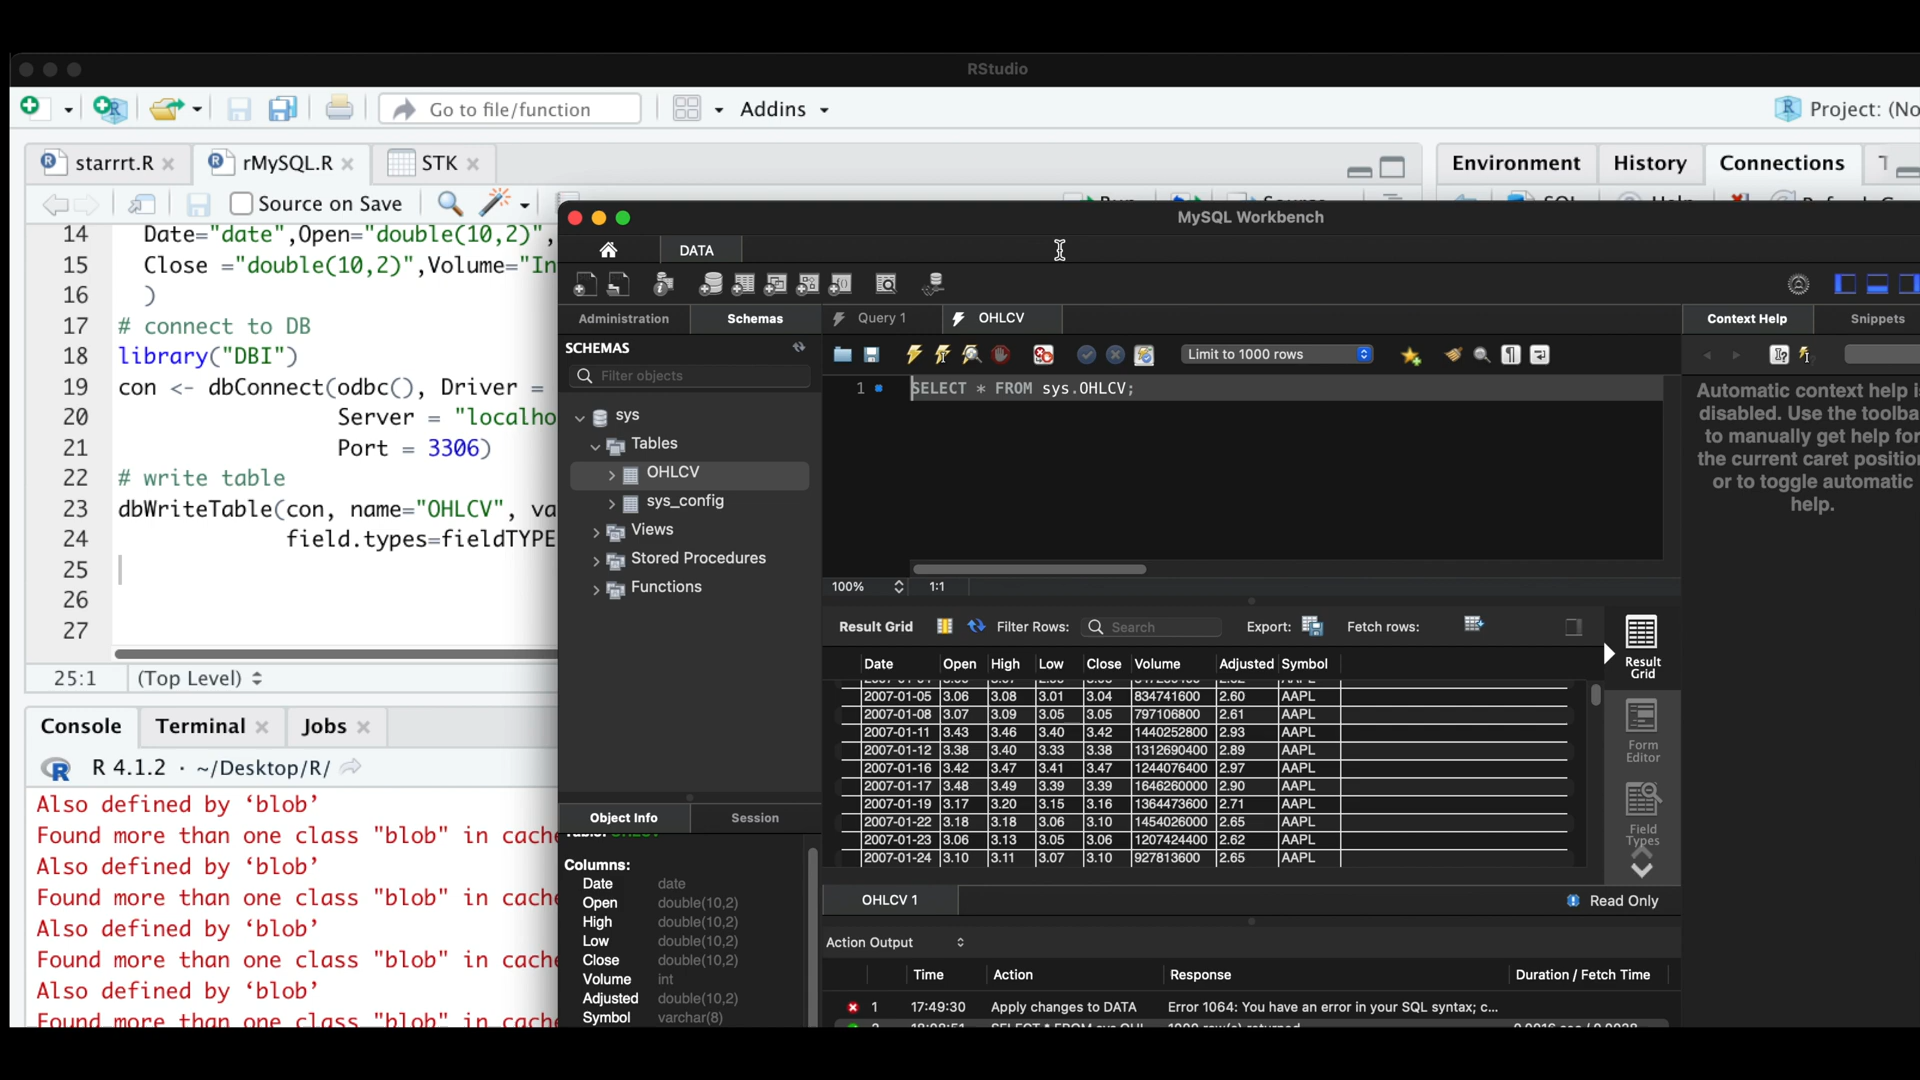 RStudio
Go to file/function
Addins
Project: (No
starrrt.R
rMySQL.R
STK
Environment
History
Connections
Source on Save
14 Date="date",Open="double(10,2)",
15 Close ="double(10,2)",Volume="In
16 )
17 # connect to DB
18 library("DBI")
19 con <- dbConnect(odbc(), Driver =
20 Server = "localho
21 Port = 3306)
22 # write table
23 dbWriteTable(con, name="OHLCV", va
24 field.types=fieldTYPE
25
26
27
25:1 (Top Level)
Console
Terminal
Jobs
R 4.1.2 · ~/Desktop/R/
Also defined by ‘blob’
Found more than one class "blob" in cache
Also defined by ‘blob’
Found more than one class "blob" in cache
Also defined by ‘blob’
Found more than one class "blob" in cache
Also defined by ‘blob’
Found more than one class "blob" in cache
MySQL Workbench
DATA
Administration
Schemas
SCHEMAS
Filter objects
sys
Tables
OHLCV
sys_config
Views
Stored Procedures
Functions
Object Info
Session
Columns:
Date date
Open double(10,2)
High double(10,2)
Low double(10,2)
Close double(10,2)
Volume int
Adjusted double(10,2)
Symbol varchar(8)
Query 1
OHLCV
Limit to 1000 rows
1 SELECT * FROM sys.OHLCV;
100% 1:1
Result Grid
Filter Rows:
Search
Export:
Fetch rows:
Date Open High Low Close Volume Adjusted Symbol
2007-01-05 3.06 3.08 3.01 3.04 834741600 2.60 AAPL
2007-01-08 3.07 3.09 3.05 3.05 797106800 2.61 AAPL
2007-01-11 3.43 3.46 3.40 3.42 1440252800 2.93 AAPL
2007-01-12 3.38 3.40 3.33 3.38 1312690400 2.89 AAPL
2007-01-16 3.42 3.47 3.41 3.47 1244076400 2.97 AAPL
2007-01-17 3.48 3.49 3.39 3.39 1646260000 2.90 AAPL
2007-01-19 3.17 3.20 3.15 3.16 1364473600 2.71 AAPL
2007-01-22 3.18 3.18 3.06 3.10 1454026000 2.65 AAPL
2007-01-23 3.06 3.13 3.05 3.06 1207424400 2.62 AAPL
2007-01-24 3.10 3.11 3.07 3.10 927813600 2.65 AAPL
Result
Grid
Form
Editor
Field
Types
OHLCV 1
Read Only
Action Output
Time Action Response Duration / Fetch Time
1 17:49:30 Apply changes to DATA Error 1064: You have an error in your SQL syntax; c...
Context Help
Snippets
Automatic context help i
disabled. Use the toolba
to manually get help for
the current caret position
or to toggle automatic
help.